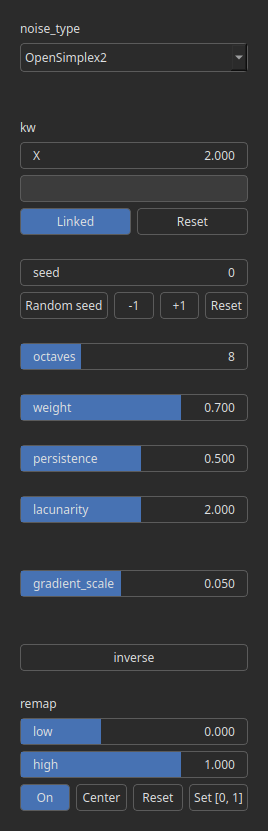 noise_type
OpenSimplex2
kw
X 2.000
Linked Reset
seed 0
Random seed -1 +1 Reset
octaves 8
weight 0.700
persistence 0.500
lacunarity 2.000
gradient_scale 0.050
inverse
remap
low 0.000
high 1.000
On Center Reset Set [0, 1]